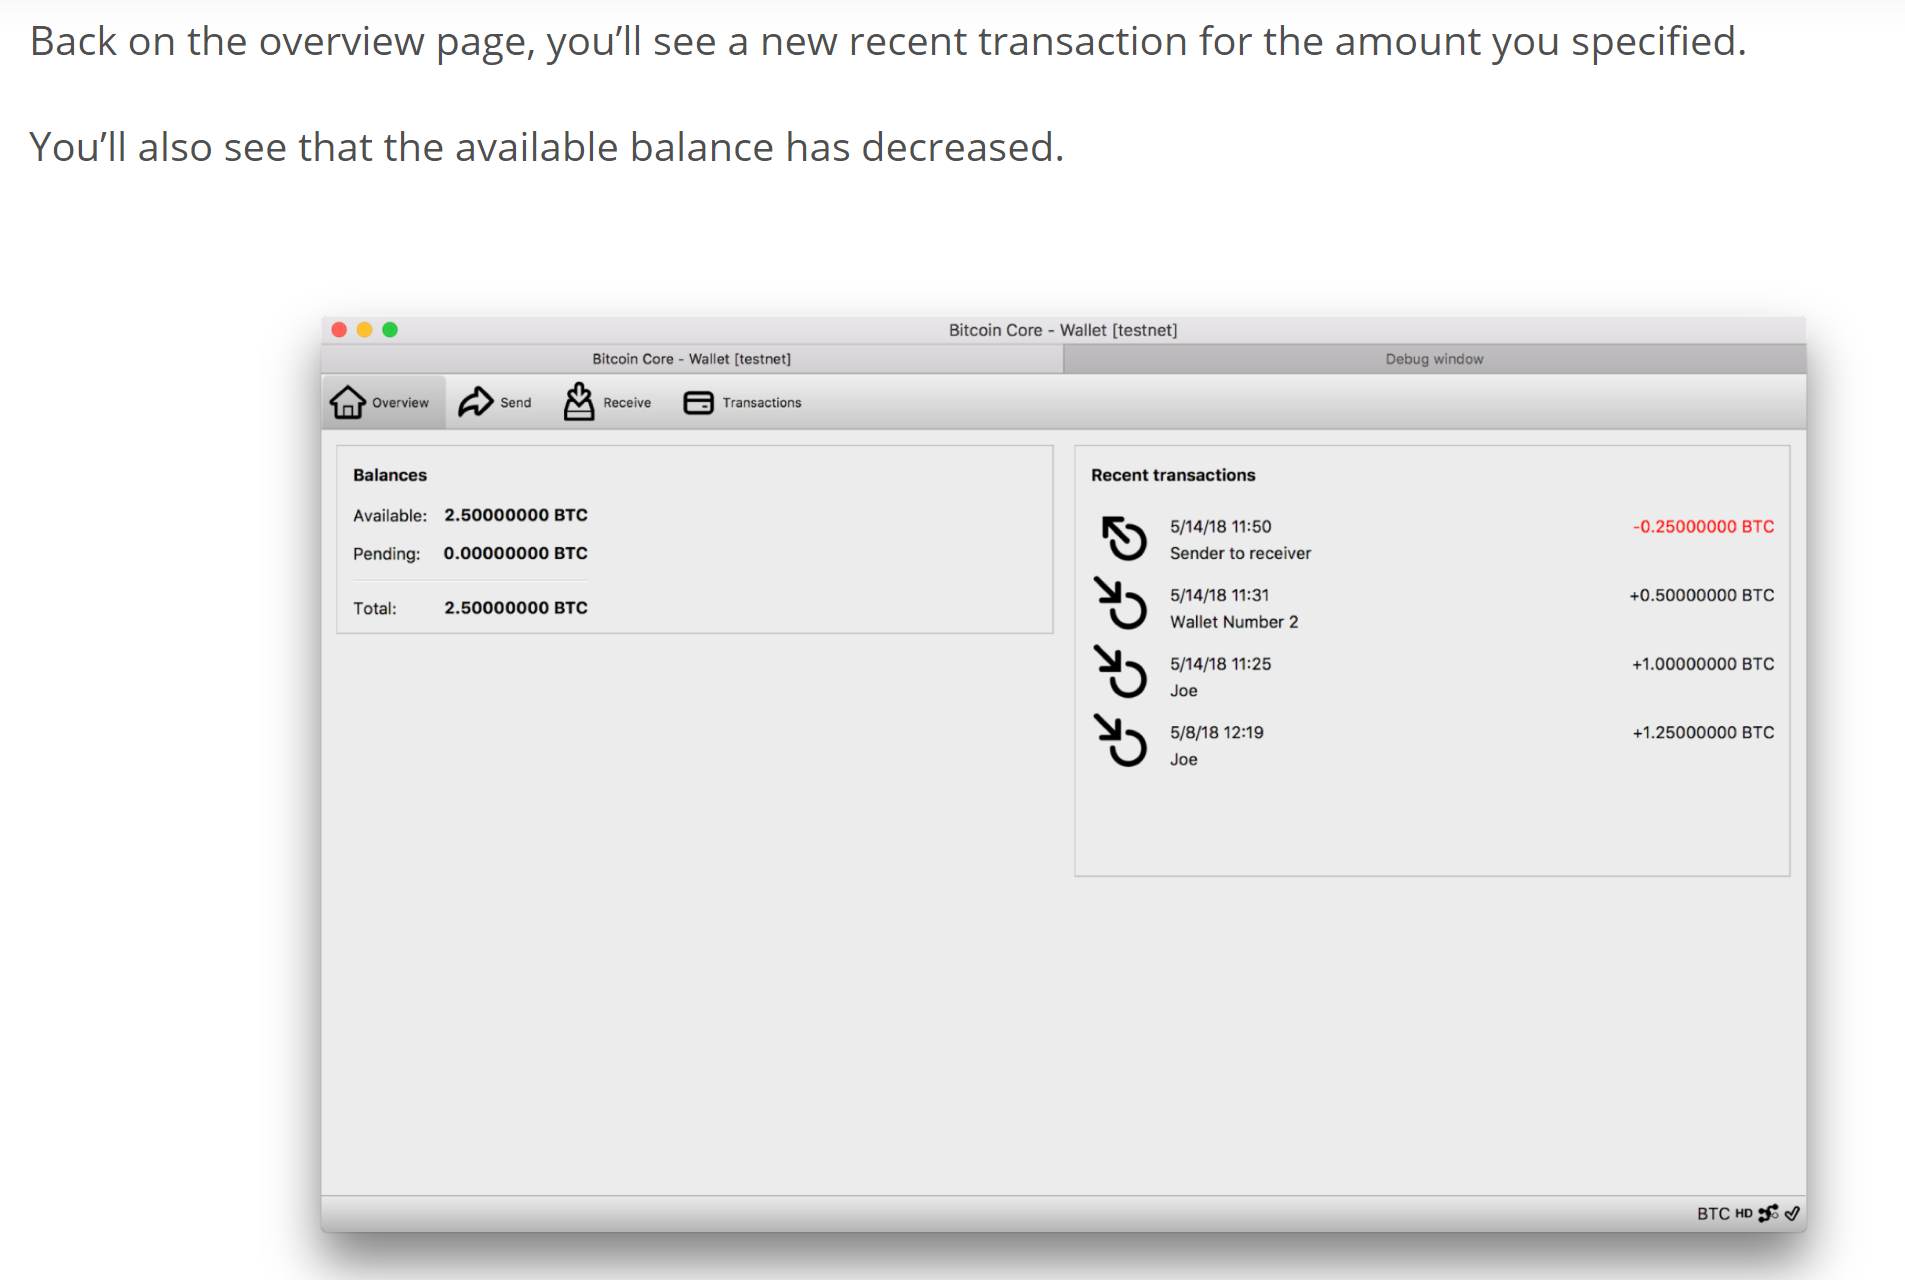 Back on the overview page, you’ll see a new recent transaction for the amount you specified.
You’ll also see that the available balance has decreased.
Bitcoin Core - Wallet [testnet]
Bitcoin Core - Wallet [testnet]
Debug window
Overview
Send
Receive
Transactions
Balances
Available: 2.50000000 BTC
Pending: 0.00000000 BTC
Total: 2.50000000 BTC
Recent transactions
5/14/18 11:50 -0.25000000 BTC
Sender to receiver
5/14/18 11:31 +0.50000000 BTC
Wallet Number 2
5/14/18 11:25 +1.00000000 BTC
Joe
5/8/18 12:19 +1.25000000 BTC
Joe
BTC HD